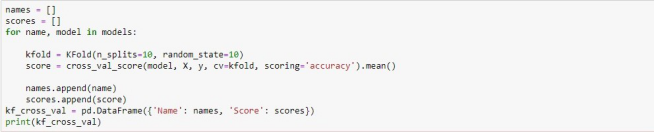 names = []
scores = []
for name, model in models:
    kfold = KFold(n_splits=10, random_state=10)
    score = cross_val_score(model, X, y, cv=kfold, scoring='accuracy').mean()
    names.append(name)
    scores.append(score)
kf_cross_val = pd.DataFrame({'Name': names, 'Score': scores})
print(kf_cross_val)